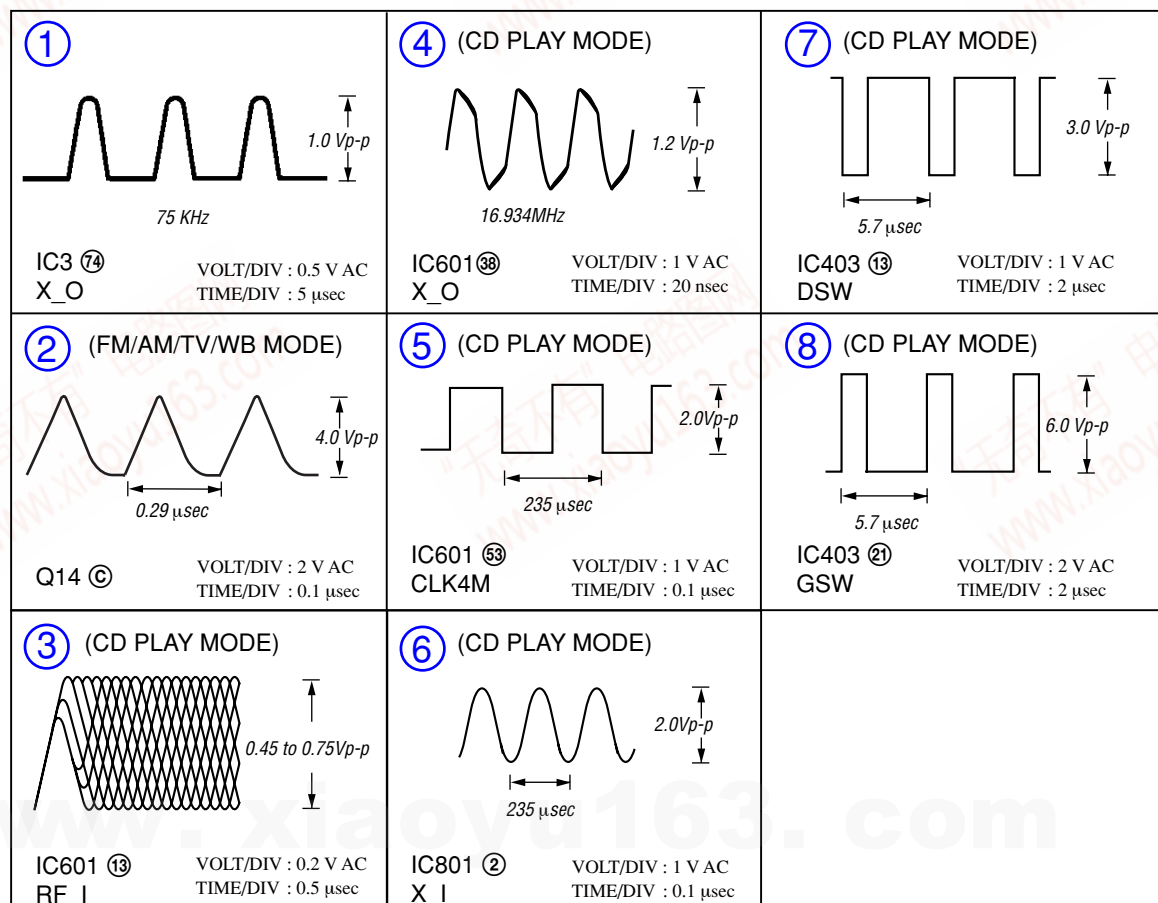 1
1.0 Vp-p
75 KHz
IC3 74
X_O
VOLT/DIV : 0.5 V AC
TIME/DIV : 5 μsec
4 (CD PLAY MODE)
1.2 Vp-p
16.934MHz
IC601 38
X_O
VOLT/DIV : 1 V AC
TIME/DIV : 20 nsec
7 (CD PLAY MODE)
3.0 Vp-p
5.7 μsec
IC403 13
DSW
VOLT/DIV : 1 V AC
TIME/DIV : 2 μsec
2 (FM/AM/TV/WB MODE)
4.0 Vp-p
0.29 μsec
Q14 C
VOLT/DIV : 2 V AC
TIME/DIV : 0.1 μsec
5 (CD PLAY MODE)
2.0Vp-p
235 μsec
IC601 53
CLK4M
VOLT/DIV : 1 V AC
TIME/DIV : 0.1 μsec
8 (CD PLAY MODE)
6.0 Vp-p
5.7 μsec
IC403 21
GSW
VOLT/DIV : 2 V AC
TIME/DIV : 2 μsec
3 (CD PLAY MODE)
0.45 to 0.75Vp-p
IC601 13
RF_I
VOLT/DIV : 0.2 V AC
TIME/DIV : 0.5 μsec
6 (CD PLAY MODE)
2.0Vp-p
235 μsec
IC801 2
X_I
VOLT/DIV : 1 V AC
TIME/DIV : 0.1 μsec
www.xiaoyu163.com